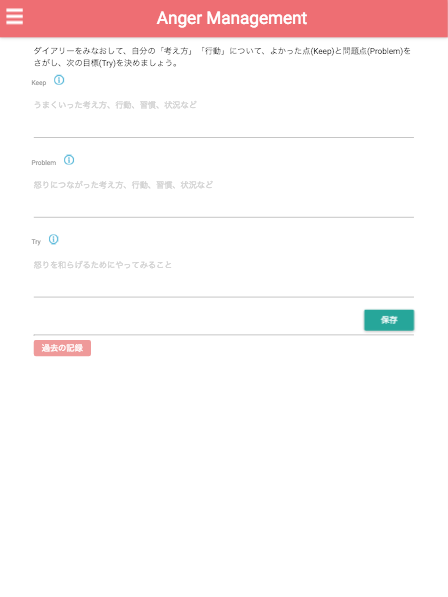 Anger Management
ダイアリーをみなおして、自分の「考え方」「行動」について、よかった点(Keep)と問題点(Problem)を
さがし、次の目標(Try)を決めましょう。
Keep
うまくいった考え方、行動、習慣、状況など
Problem
怒りにつながった考え方、行動、習慣、状況など
Try
怒りを和らげるためにやってみること
保存
過去の記録